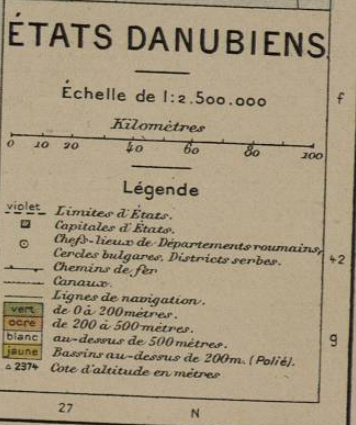 ÉTATS DANUBIENS
Échelle de 1:2.500.000
f
Kilomètres
0 10 20 40 60 80 100
Légende
violet Limites d'États.
Capitales d'États.
Chefs-lieux de Départements roumains,
Cercles bulgares, Districts serbes.
42
Chemins de fer
Canaux.
Lignes de navigation.
vert de 0 à 200 mètres.
ocre de 200 à 500 mètres.
blanc au-dessus de 500 mètres.
g
jaune Bassins au-dessus de 200m. (Polié).
2374 Cote d'altitude en mètres
27 N